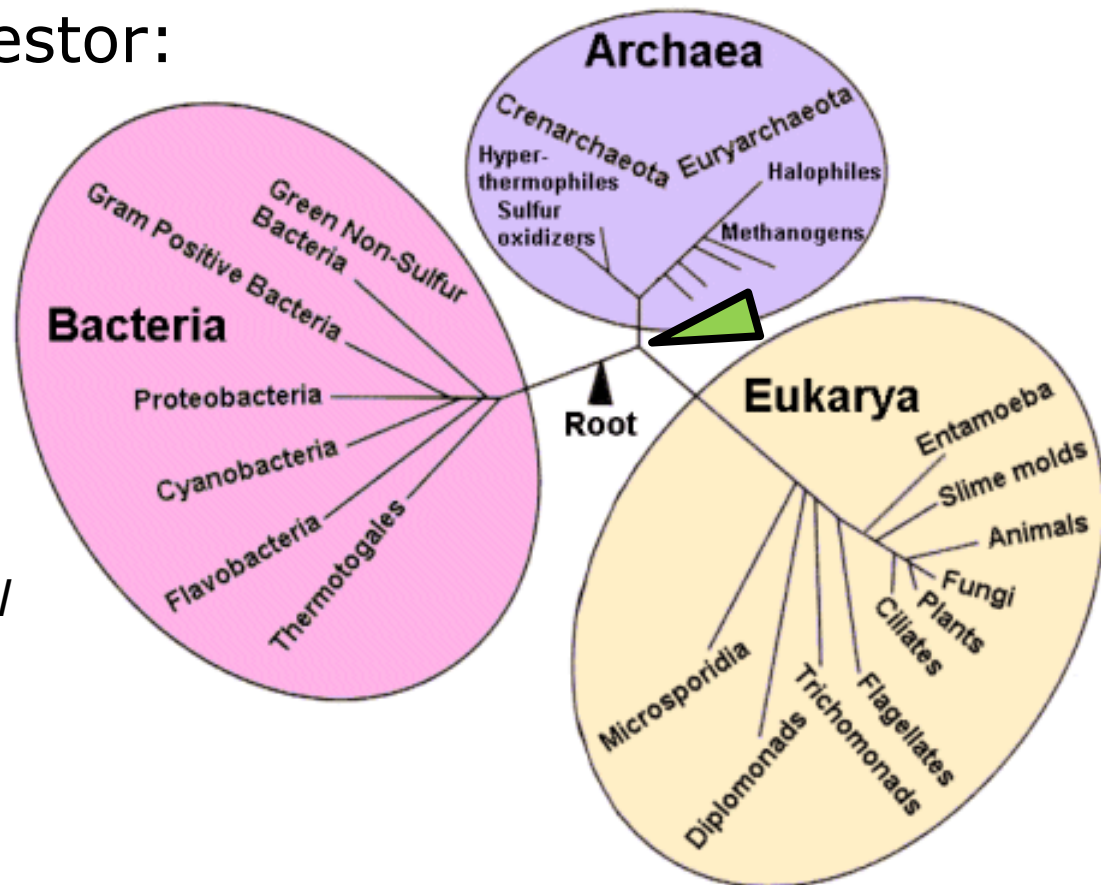 estor:
Archaea
Crenarchaeota
Euryarchaeota
Hyper-
thermophiles
Sulfur
oxidizers
Halophiles
Methanogens
Bacteria
Green Non-Sulfur
Bacteria
Gram Positive Bacteria
Proteobacteria
Cyanobacteria
Flavobacteria
Thermotogales
Root
Eukarya
Entamoeba
Slime molds
Animals
Fungi
Plants
Ciliates
Flagellates
Trichomonads
Diplomonads
Microsporidia